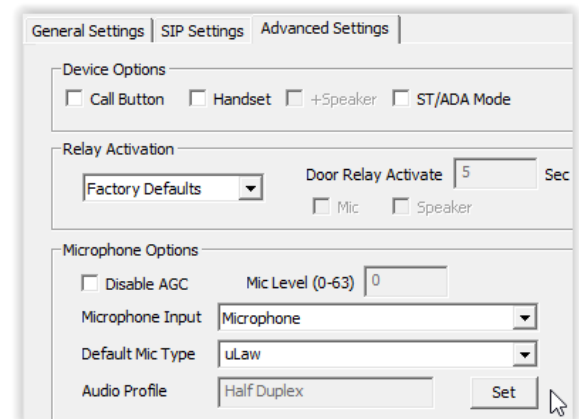 General Settings SIP Settings Advanced Settings
Device Options
Call Button Handset +Speaker ST/ADA Mode
Relay Activation
Factory Defaults Door Relay Activate 5 Sec
Mic Speaker
Microphone Options
Disable AGC Mic Level (0-63) 0
Microphone Input Microphone
Default Mic Type uLaw
Audio Profile Half Duplex Set